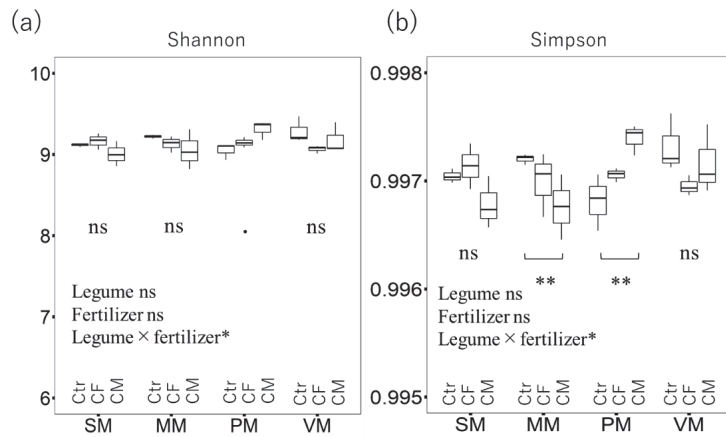 (a)
Shannon
10
9
8
7
6
ns
ns
.
ns
Legume ns
Fertilizer ns
Legume × fertilizer*
Ctr CF CM Ctr CF CM Ctr CF CM Ctr CF CM
SM MM PM VM
(b)
Simpson
0.998
0.997
0.996
0.995
ns
**
**
ns
Legume ns
Fertilizer ns
Legume × fertilizer*
Ctr CF CM Ctr CF CM Ctr CF CM Ctr CF CM
SM MM PM VM